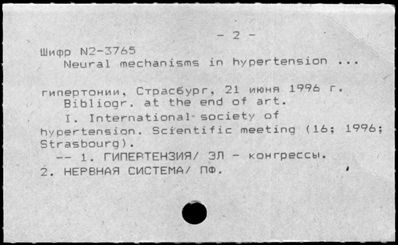 - 2 -
Шифр N2-3765
Neural mechanisms in hypertension ...
гипертонии, Страсбург, 21 июня 1996 г.
Bibliogr. at the end of art.
I. International society of
hypertension. Scientific meeting (16; 1996;
Strasbourg).
-- 1. ГИПЕРТЕНЗИЯ/ ЭЛ - конгрессы.
2. НЕРВНАЯ СИСТЕМА/ ПФ.